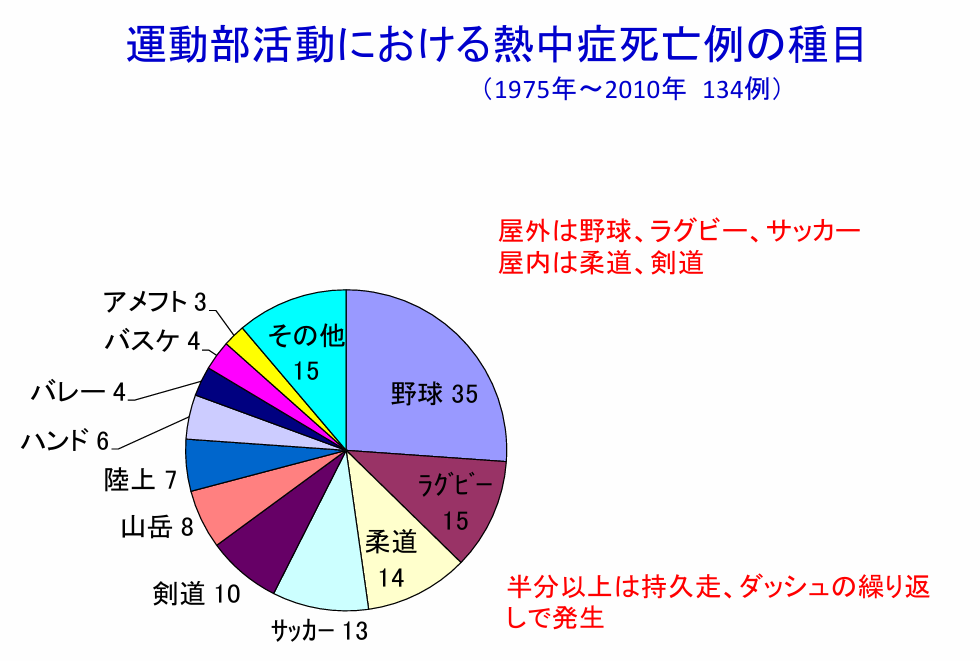 運動部活動における熱中症死亡例の種目
（1975年～2010年 134例）
屋外は野球、ラグビー、サッカー
屋内は柔道、剣道
アメフト 3
バスケ 4
バレー 4
ハンド 6
陸上 7
山岳 8
剣道 10
ｻｯｶｰ 13
その他
15
野球 35
ﾗｸﾞﾋﾞｰ
15
柔道
14
半分以上は持久走、ダッシュの繰り返
しで発生